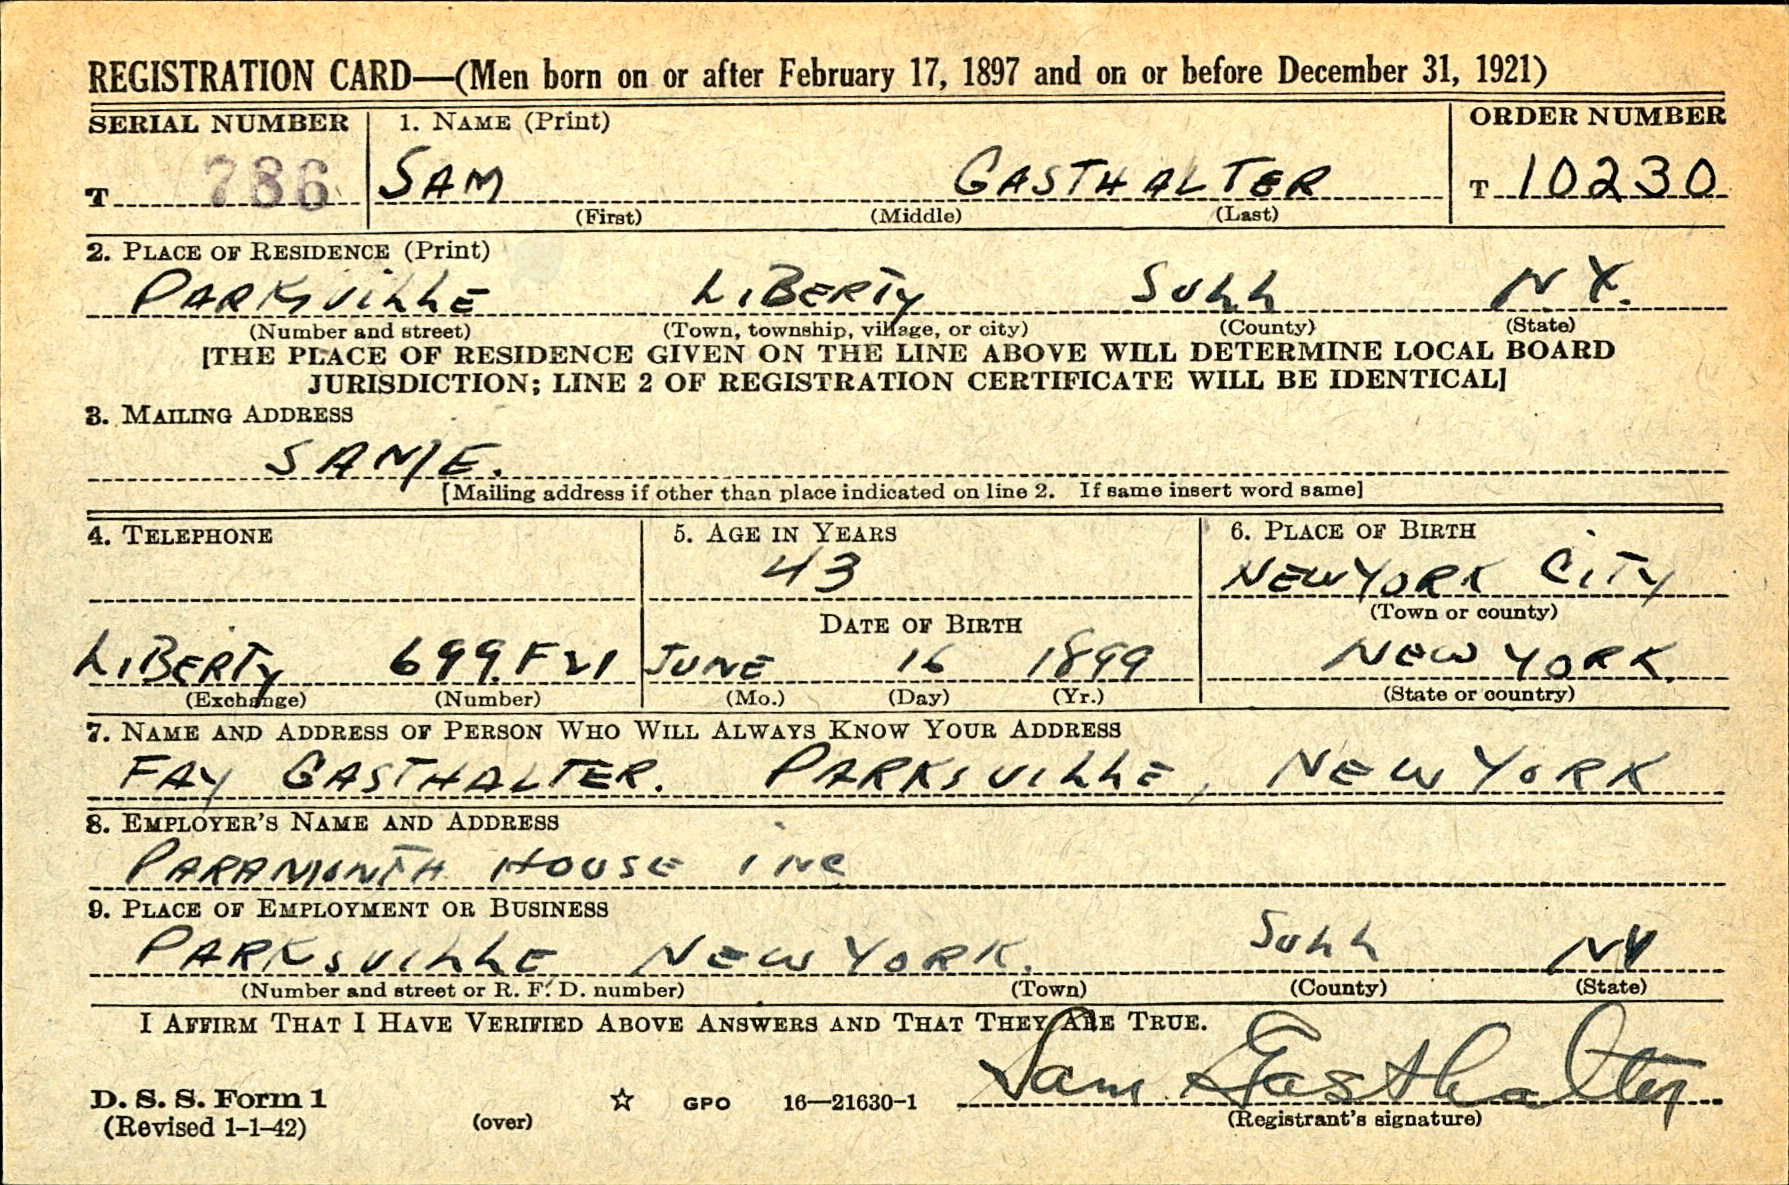 REGISTRATION CARD—(Men born on or after February 17, 1897 and on or before December 31, 1921)
SERIAL NUMBER 1. NAME (Print) ORDER NUMBER
T 786 SAM GASTHALTER T 10230
(First) (Middle) (Last)
2. PLACE OF RESIDENCE (Print)
PARKSVILLE LIBERTY SULL N Y.
(Number and street) (Town, township, village, or city) (County) (State)
[THE PLACE OF RESIDENCE GIVEN ON THE LINE ABOVE WILL DETERMINE LOCAL BOARD
JURISDICTION; LINE 2 OF REGISTRATION CERTIFICATE WILL BE IDENTICAL]
3. MAILING ADDRESS
SAME.
[Mailing address if other than place indicated on line 2. If same insert word same]
4. TELEPHONE 5. AGE IN YEARS 6. PLACE OF BIRTH
43 NEW YORK CITY
DATE OF BIRTH (Town or county)
LIBERTY 699.F21 JUNE 16 1899 NEW YORK.
(Exchange) (Number) (Mo.) (Day) (Yr.) (State or country)
7. NAME AND ADDRESS OF PERSON WHO WILL ALWAYS KNOW YOUR ADDRESS
FAY GASTHALTER. PARKSVILLE, NEW YORK
8. EMPLOYER'S NAME AND ADDRESS
HOUSE INC
9. PLACE OF EMPLOYMENT OR BUSINESS
PARKSVILLE NEW YORK. SULL NY
(Number and street or R. F. D. number) (Town) (County) (State)
I AFFIRM THAT I HAVE VERIFIED ABOVE ANSWERS AND THAT THEY ARE TRUE.
Sam Gasthalter
D. S. S. Form 1
(Revised 1-1-42) (over) ☆ GPO 16—21630-1 (Registrant's signature)